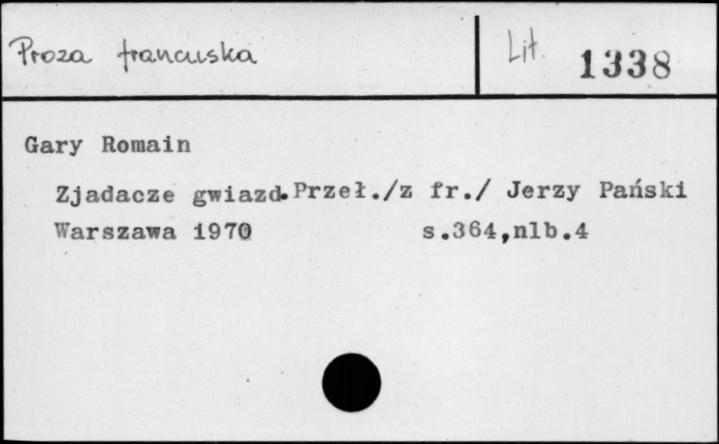 Proza francuska
Lit. 1338
Gary Romain
Zjadacze gwiazd.Przeł./z fr./ Jerzy Pański
Warszawa 1970 s.364,nlb.4